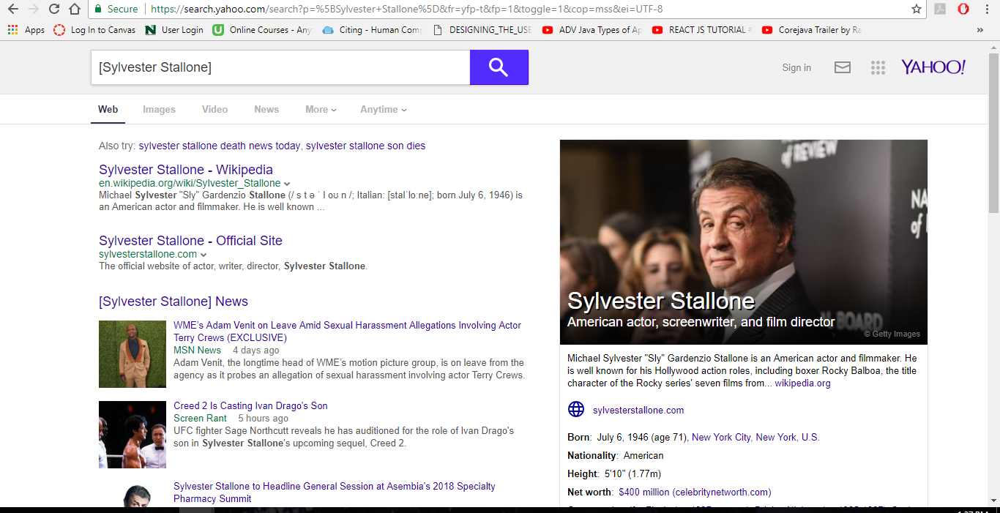 Secure
https://search.yahoo.com/search?p=%5BSylvester+Stallone%5D&fr=yfp-t&fp=1&toggle=1&cop=mss&ei=UTF-8
Apps Log In to Canvas User Login Online Courses - Any Citing - Human Comp DESIGNING_THE_USE ADV Java Types of Ap REACT JS TUTORIAL # Corejava Trailer by Ra »
[Sylvester Stallone]
Sign in
YAHOO!
Web Images Video News More Anytime
Also try: sylvester stallone death news today, sylvester stallone son dies
Sylvester Stallone - Wikipedia
en.wikipedia.org/wiki/Sylvester_Stallone
Michael Sylvester "Sly" Gardenzio Stallone (/ s t ə ˈ l oʊ n /; Italian: [stalˈloːne]; born July 6, 1946) is
an American actor and filmmaker. He is well known ...
Sylvester Stallone - Official Site
sylvesterstallone.com
The official website of actor, writer, director, Sylvester Stallone.
[Sylvester Stallone] News
WME's Adam Venit on Leave Amid Sexual Harassment Allegations Involving Actor
Terry Crews (EXCLUSIVE)
MSN News 4 days ago
Adam Venit, the longtime head of WME's motion picture group, is on leave from the
agency as it probes an allegation of sexual harassment involving actor Terry Crews.
Creed 2 Is Casting Ivan Drago's Son
Screen Rant 5 hours ago
UFC fighter Sage Northcutt reveals he has auditioned for the role of Ivan Drago's
son in Sylvester Stallone's upcoming sequel, Creed 2.
Sylvester Stallone to Headline General Session at Asembia's 2018 Specialty
Pharmacy Summit
of REVIEW
NA
of
BOARD
Sylvester Stallone
American actor, screenwriter, and film director
© Getty Images
Michael Sylvester "Sly" Gardenzio Stallone is an American actor and filmmaker. He
is well known for his Hollywood action roles, including boxer Rocky Balboa, the title
character of the Rocky series' seven films from... wikipedia.org
sylvesterstallone.com
Born: July 6, 1946 (age 71), New York City, New York, U.S.
Nationality: American
Height: 5'10" (1.77m)
Net worth: $400 million (celebritynetworth.com)